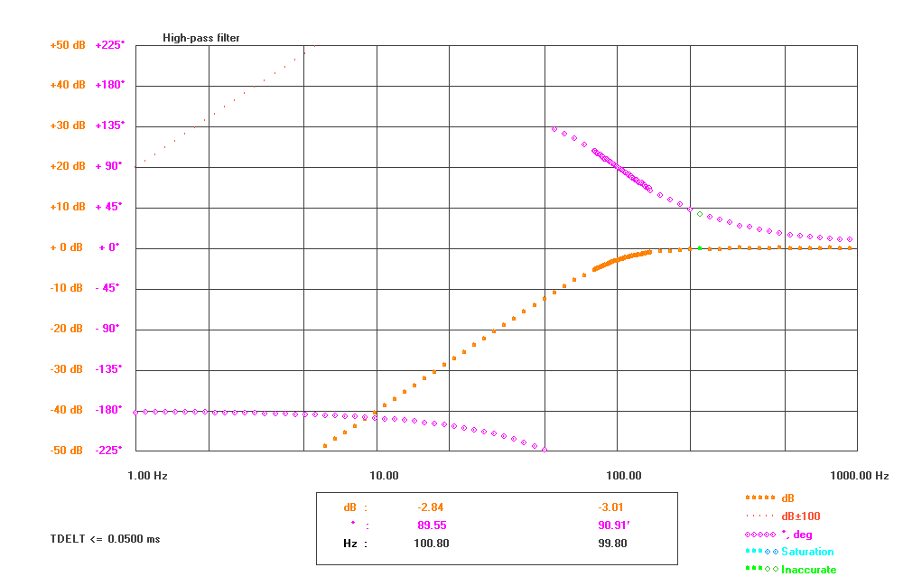 High-pass filter
+50 dB +225°
+40 dB +180°
+30 dB +135°
+20 dB + 90°
+10 dB + 45°
+ 0 dB + 0°
-10 dB - 45°
-20 dB - 90°
-30 dB -135°
-40 dB -180°
-50 dB -225°
1.00 Hz 10.00 100.00 1000.00 Hz
dB : -2.84 -3.01
° : 89.55 90.91°
Hz : 100.80 99.80
TDELT <= 0.0500 ms
dB
dB±100
°, deg
Saturation
Inaccurate